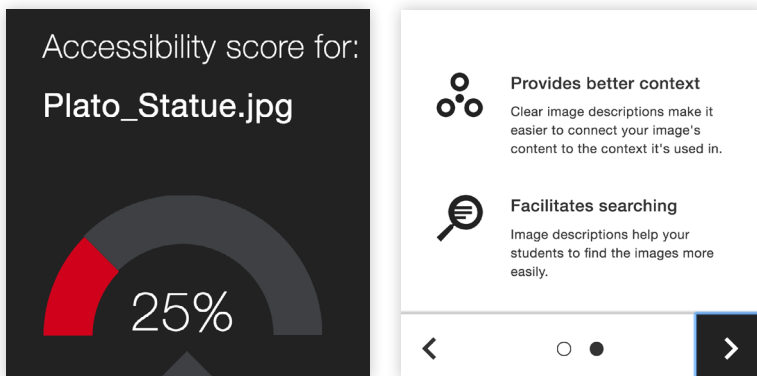 Accessibility score for:
Plato_Statue.jpg
25%
Provides better context
Clear image descriptions make it
easier to connect your image's
content to the context it's used in.
Facilitates searching
Image descriptions help your
students to find the images more
easily.